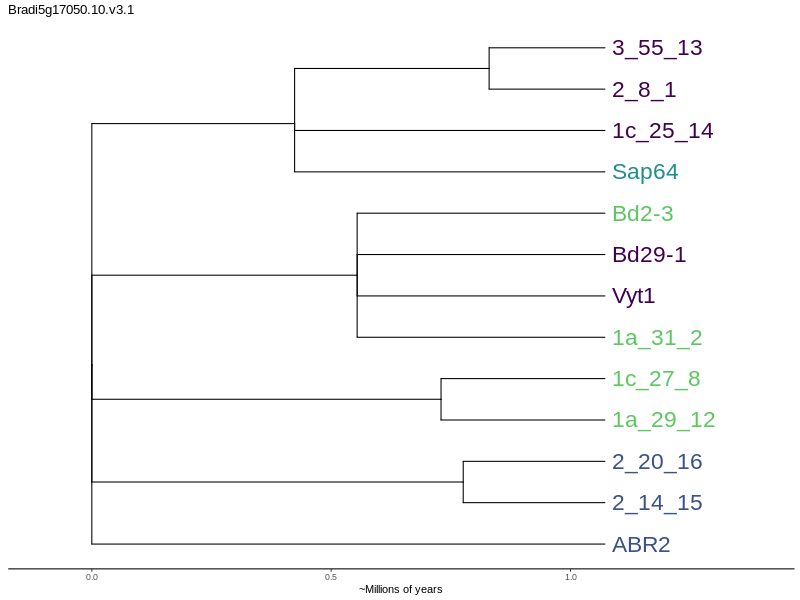 Bradi5g17050.10.v3.1
3_55_13
2_8_1
1c_25_14
Sap64
Bd2-3
Bd29-1
Vyt1
1a_31_2
1c_27_8
1a_29_12
2_20_16
2_14_15
ABR2
0.0 0.5 1.0
~Millions of years